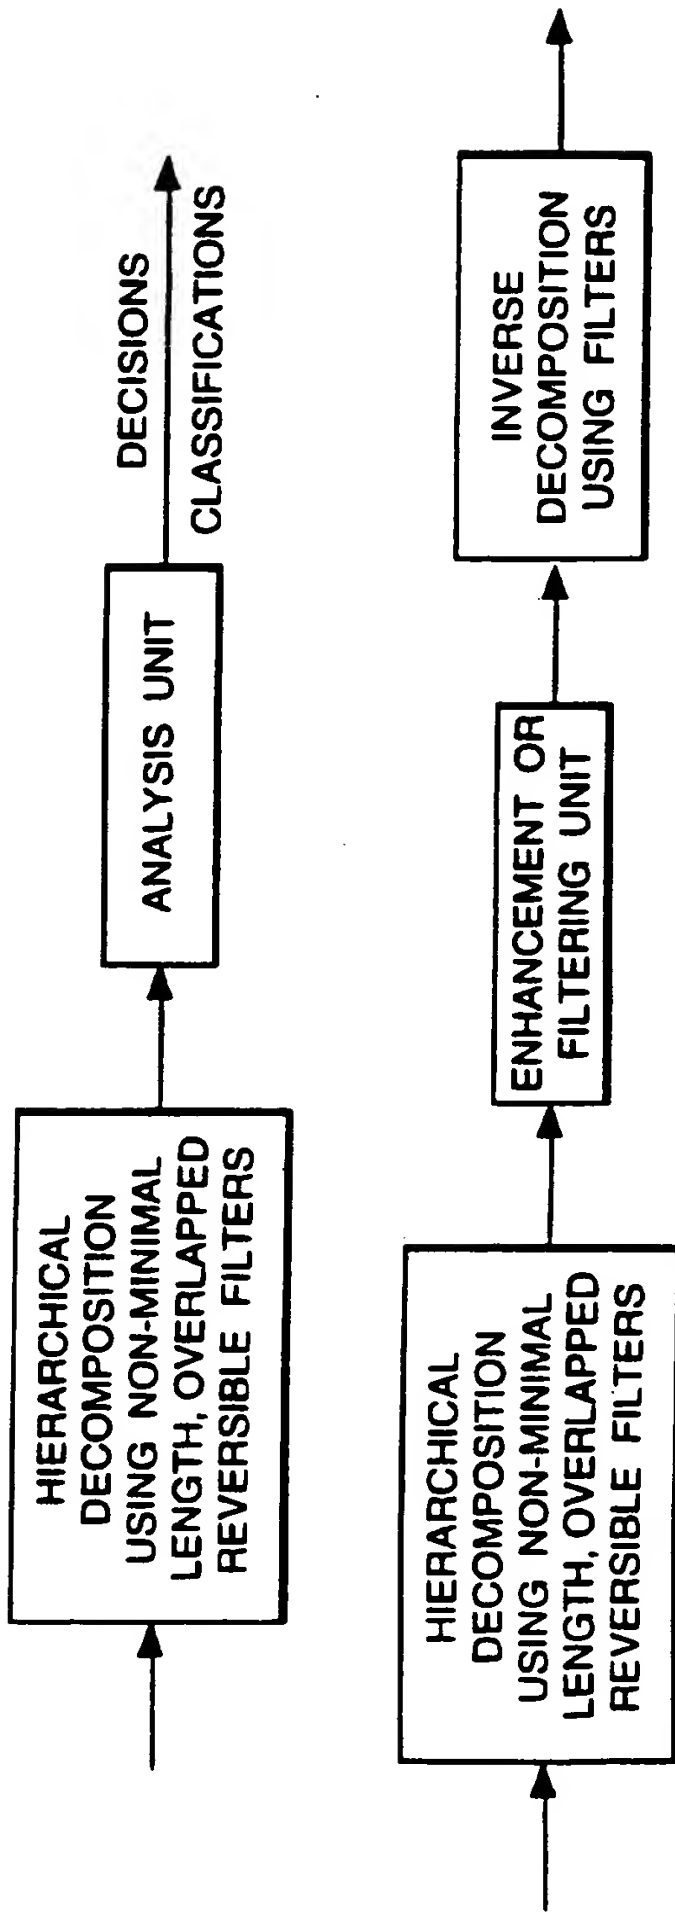 HIERARCHICAL
DECOMPOSITION
USING NON-MINIMAL
LENGTH, OVERLAPPED
REVERSIBLE FILTERS
ANALYSIS UNIT
DECISIONS
CLASSIFICATIONS
HIERARCHICAL
DECOMPOSITION
USING NON-MINIMAL
LENGTH, OVERLAPPED
REVERSIBLE FILTERS
ENHANCEMENT OR
FILTERING UNIT
INVERSE
DECOMPOSITION
USING FILTERS